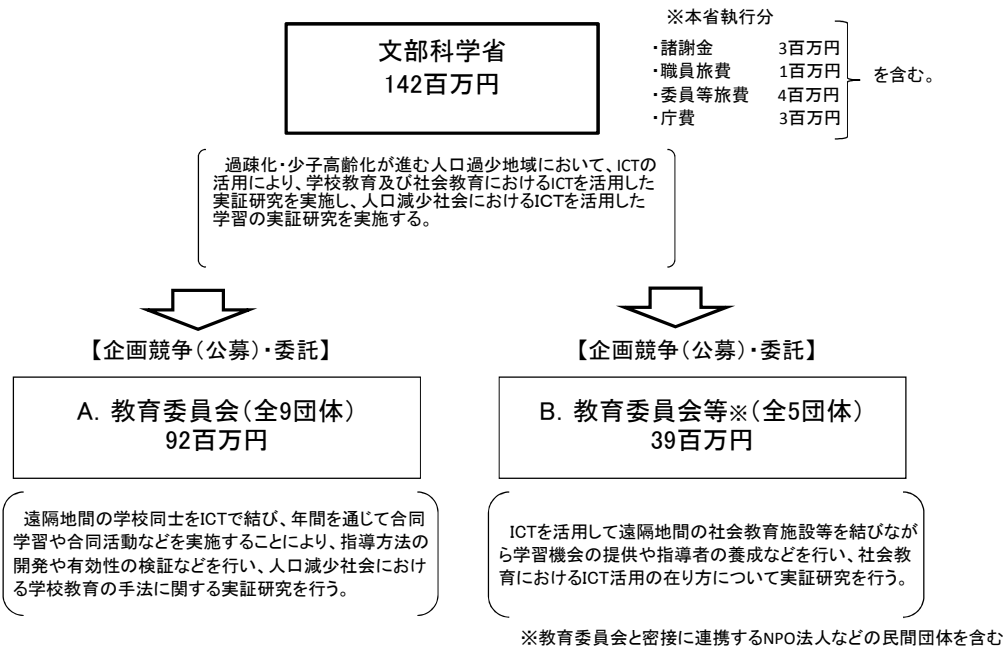 文部科学省
142百万円
※本省執行分
・諸謝金 3百万円
・職員旅費 1百万円
・委員等旅費 4百万円
・庁費 3百万円
を含む。
過疎化・少子高齢化が進む人口過少地域において、ICTの
活用により、学校教育及び社会教育におけるICTを活用した
実証研究を実施し、人口減少社会におけるICTを活用した
学習の実証研究を実施する。
【企画競争(公募)・委託】
A. 教育委員会(全9団体)
92百万円
遠隔地間の学校同士をICTで結び、年間を通じて合同
学習や合同活動などを実施することにより、指導方法の
開発や有効性の検証などを行い、人口減少社会におけ
る学校教育の手法に関する実証研究を行う。
【企画競争(公募)・委託】
B. 教育委員会等※(全5団体)
39百万円
ICTを活用して遠隔地間の社会教育施設等を結びなが
ら学習機会の提供や指導者の養成などを行い、社会教
育におけるICT活用の在り方について実証研究を行う。
※教育委員会と密接に連携するNPO法人などの民間団体を含む